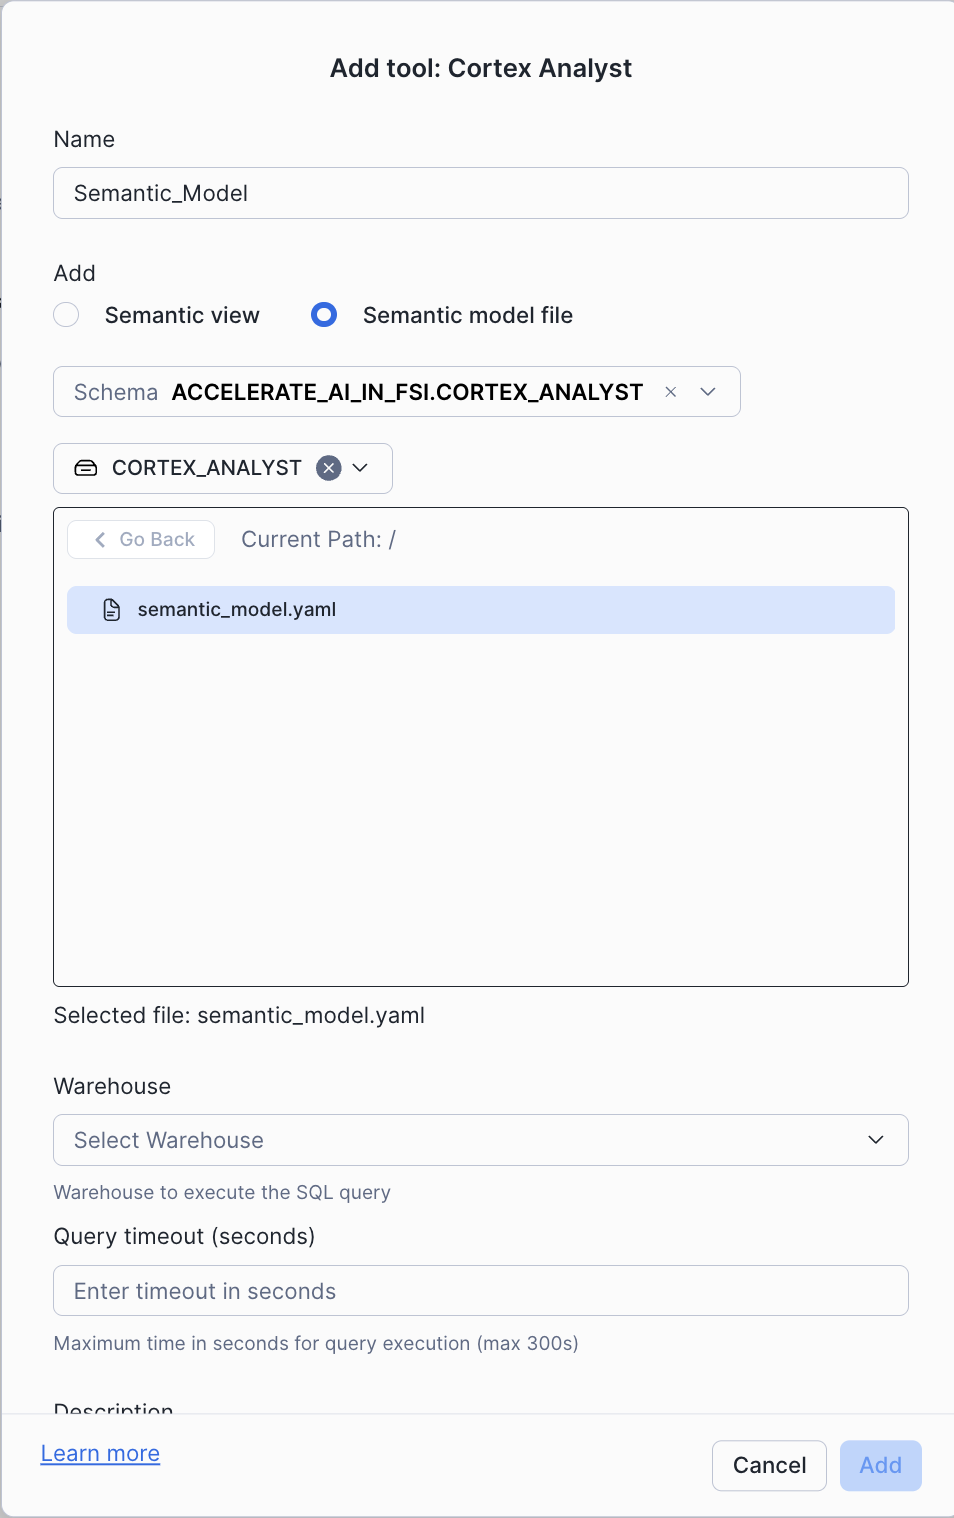 Add tool: Cortex Analyst
Name
Semantic_Model
Add
Semantic view
Semantic model file
Schema ACCELERATE_AI_IN_FSI.CORTEX_ANALYST
CORTEX_ANALYST
Go Back
Current Path: /
semantic_model.yaml
Selected file: semantic_model.yaml
Warehouse
Select Warehouse
Warehouse to execute the SQL query
Query timeout (seconds)
Enter timeout in seconds
Maximum time in seconds for query execution (max 300s)
Description
Learn more
Cancel
Add